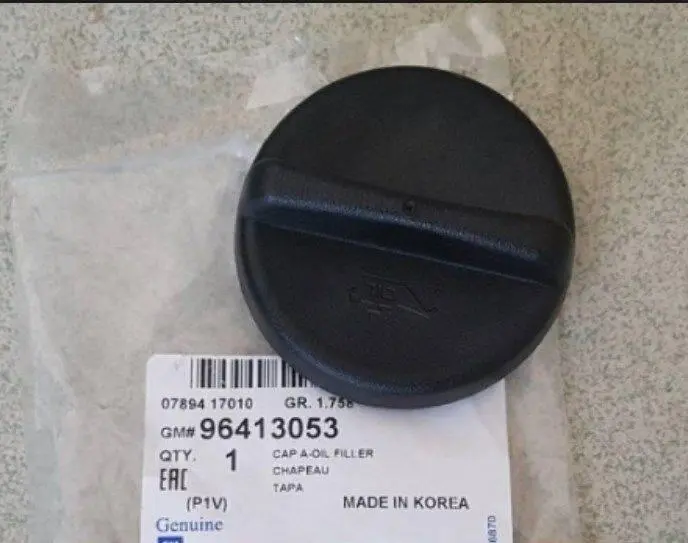 07894 17010 GR. 1.758
GM# 96413053
QTY. 1 CAP A-OIL FILLER
CHAPEAU
TAPA
EAC
(P1V) MADE IN KOREA
Genuine
6870